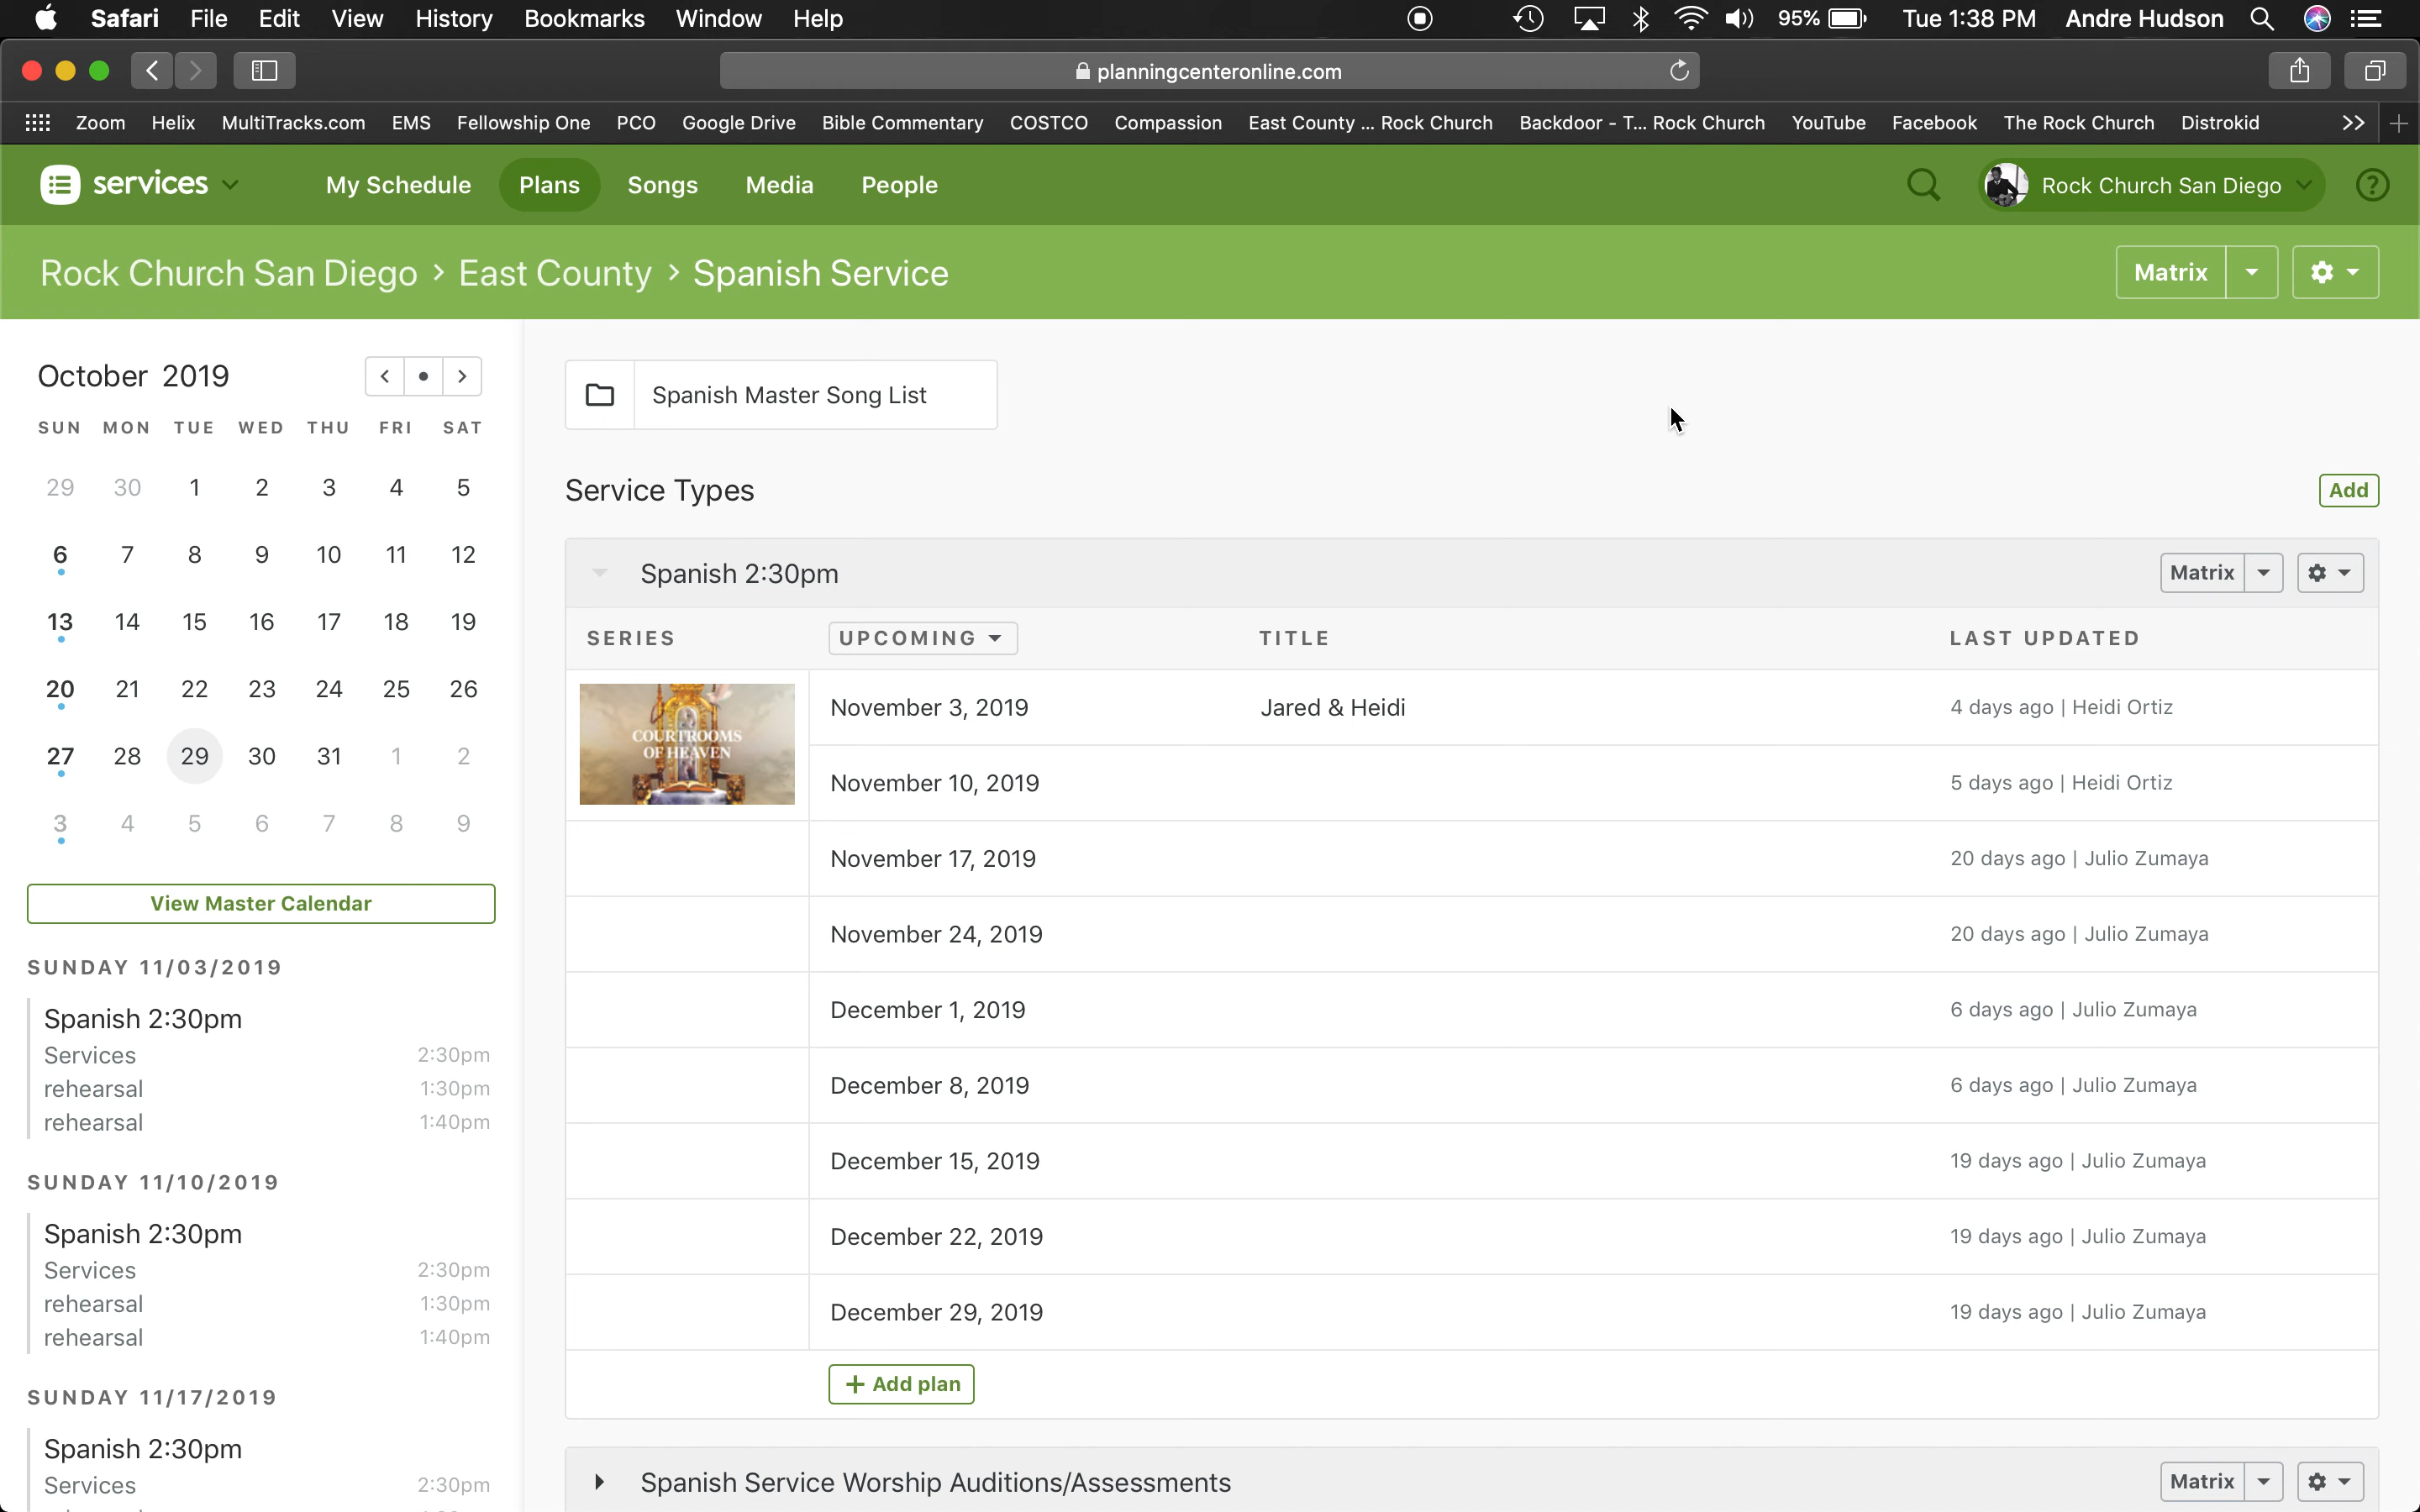 Safari File Edit View History Bookmarks Window Help 95% Tue 1:38 PM Andre Hudson
planningcenteronline.com
Zoom Helix MultiTracks.com EMS Fellowship One PCO Google Drive Bible Commentary COSTCO Compassion East County ... Rock Church Backdoor - T... Rock Church YouTube Facebook The Rock Church Distrokid >> +
services My Schedule Plans Songs Media People Rock Church San Diego ?
Rock Church San Diego > East County > Spanish Service Matrix
October 2019
SUN MON TUE WED THU FRI SAT
29 30 1 2 3 4 5
6 7 8 9 10 11 12
13 14 15 16 17 18 19
20 21 22 23 24 25 26
27 28 29 30 31 1 2
3 4 5 6 7 8 9
View Master Calendar
SUNDAY 11/03/2019
Spanish 2:30pm
Services 2:30pm
rehearsal 1:30pm
rehearsal 1:40pm
SUNDAY 11/10/2019
Spanish 2:30pm
Services 2:30pm
rehearsal 1:30pm
rehearsal 1:40pm
SUNDAY 11/17/2019
Spanish 2:30pm
Services 2:30pm
Spanish Master Song List
Service Types Add
Spanish 2:30pm Matrix
SERIES UPCOMING TITLE LAST UPDATED
COURTROOMS
OF HEAVEN
November 3, 2019 Jared & Heidi 4 days ago | Heidi Ortiz
November 10, 2019 5 days ago | Heidi Ortiz
November 17, 2019 20 days ago | Julio Zumaya
November 24, 2019 20 days ago | Julio Zumaya
December 1, 2019 6 days ago | Julio Zumaya
December 8, 2019 6 days ago | Julio Zumaya
December 15, 2019 19 days ago | Julio Zumaya
December 22, 2019 19 days ago | Julio Zumaya
December 29, 2019 19 days ago | Julio Zumaya
+ Add plan
Spanish Service Worship Auditions/Assessments Matrix